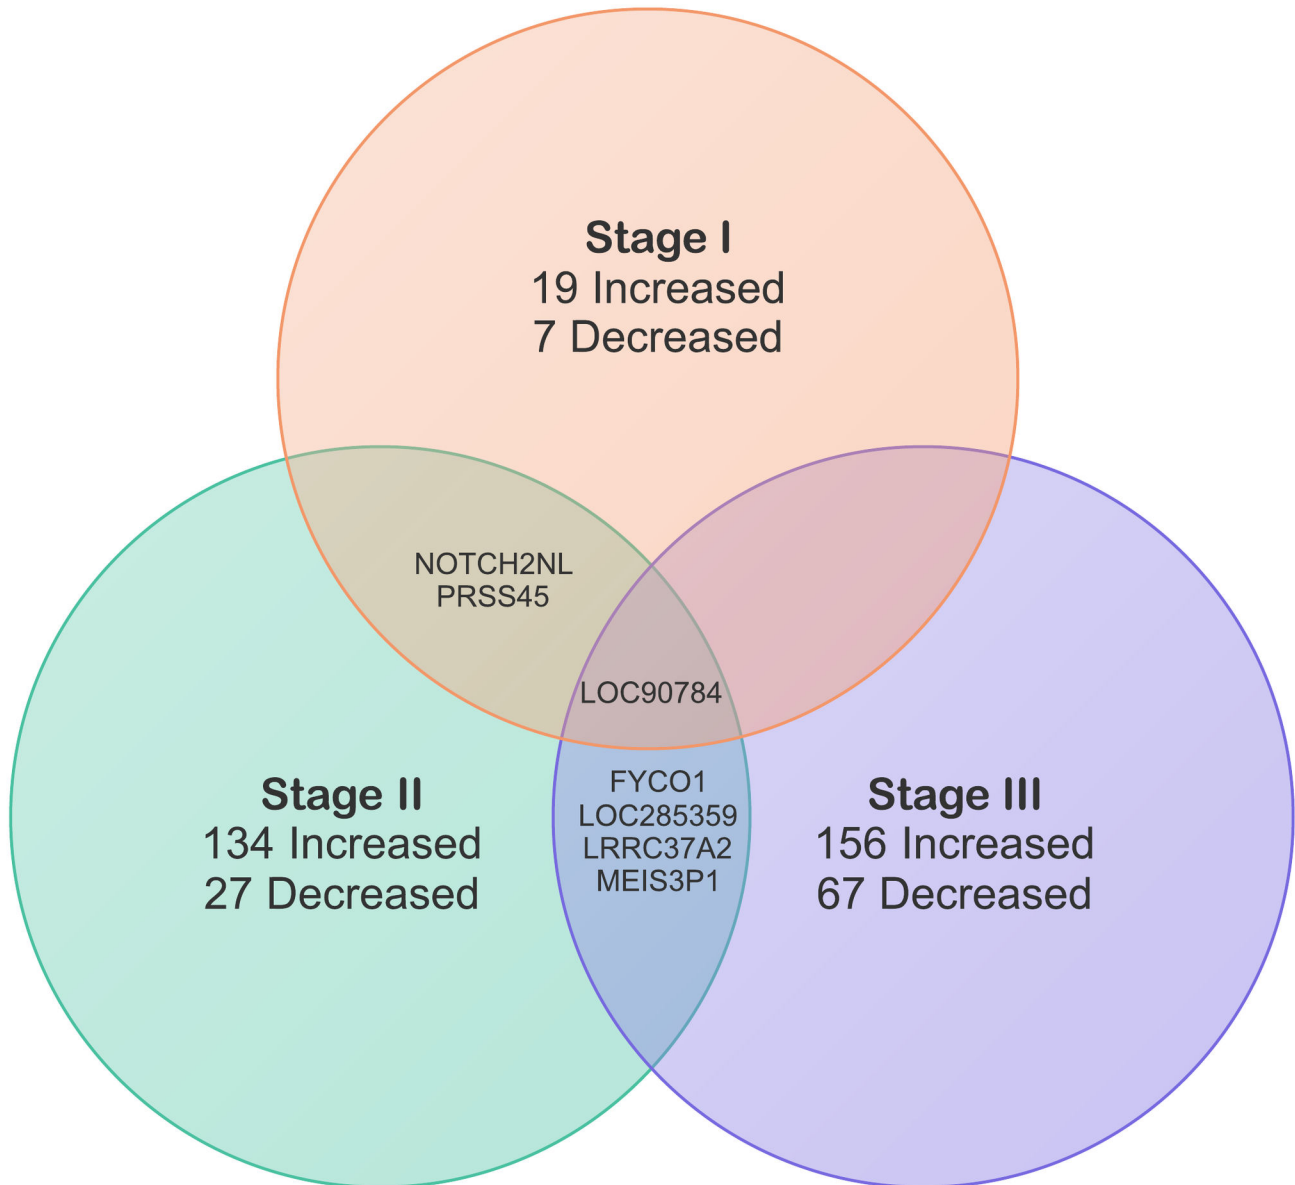 Stage I
19 Increased
7 Decreased
NOTCH2NL
PRSS45
LOC90784
Stage II
134 Increased
27 Decreased
FYCO1
LOC285359
LRRC37A2
MEIS3P1
Stage III
156 Increased
67 Decreased